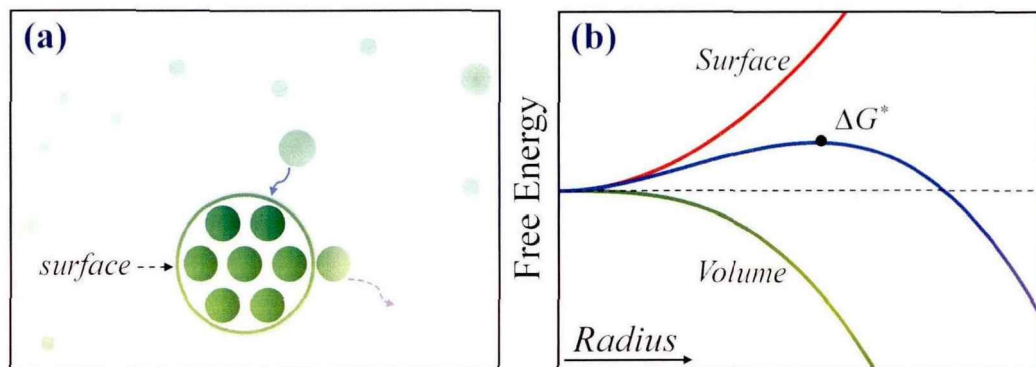 (a)
surface
(b)
Surface
ΔG*
Volume
Radius
Free Energy